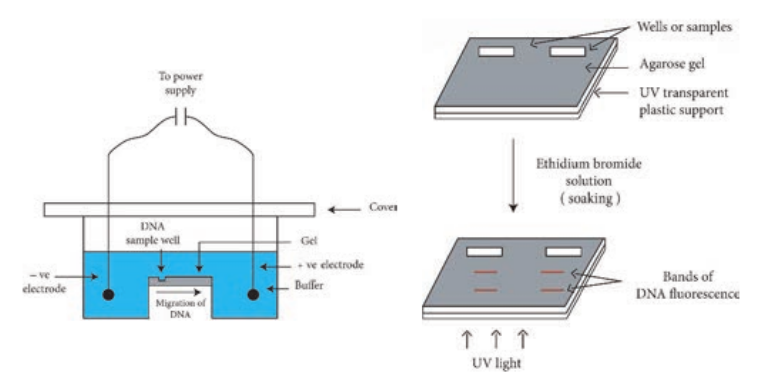 To power
supply
Cover
DNA
sample well
Gel
– ve
electrode
+ ve electrode
Buffer
Migration of
DNA
Wells or samples
Agarose gel
UV transparent
plastic support
Ethidium bromide
solution
( soaking )
Bands of
DNA fluorescence
UV light